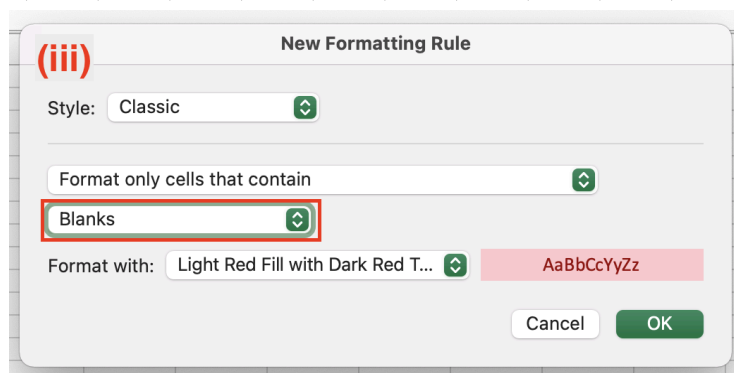 New Formatting Rule
(iii)
Style: Classic
Format only cells that contain
Blanks
Format with: Light Red Fill with Dark Red T... AaBbCcYyZz
Cancel OK